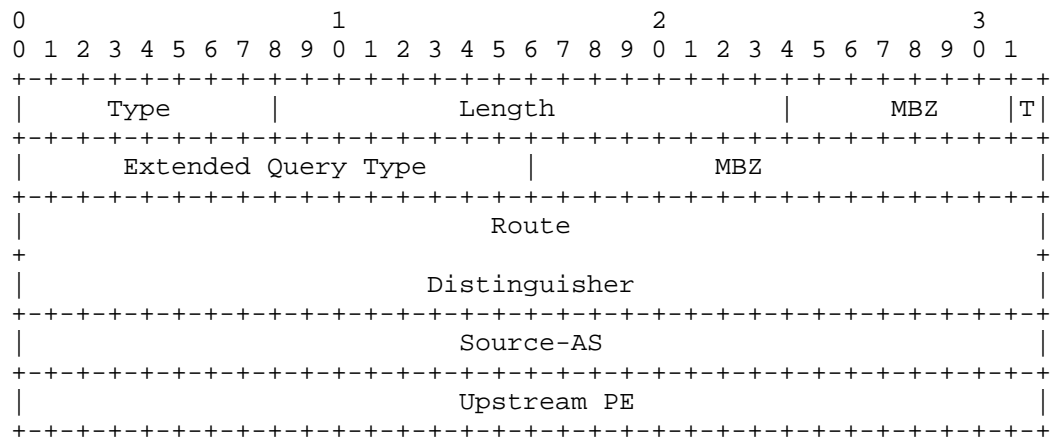 0                   1                   2                   3
0 1 2 3 4 5 6 7 8 9 0 1 2 3 4 5 6 7 8 9 0 1 2 3 4 5 6 7 8 9 0 1
+-+-+-+-+-+-+-+-+-+-+-+-+-+-+-+-+-+-+-+-+-+-+-+-+-+-+-+-+-+-+-+-+
|     Type      |           Length              |      MBZ    |T|
+-+-+-+-+-+-+-+-+-+-+-+-+-+-+-+-+-+-+-+-+-+-+-+-+-+-+-+-+-+-+-+-+
|      Extended Query Type      |           MBZ                 |
+-+-+-+-+-+-+-+-+-+-+-+-+-+-+-+-+-+-+-+-+-+-+-+-+-+-+-+-+-+-+-+-+
|                             Route                             |
+                                                               +
|                         Distinguisher                         |
+-+-+-+-+-+-+-+-+-+-+-+-+-+-+-+-+-+-+-+-+-+-+-+-+-+-+-+-+-+-+-+-+
|                           Source-AS                           |
+-+-+-+-+-+-+-+-+-+-+-+-+-+-+-+-+-+-+-+-+-+-+-+-+-+-+-+-+-+-+-+-+
|                           Upstream PE                         |
+-+-+-+-+-+-+-+-+-+-+-+-+-+-+-+-+-+-+-+-+-+-+-+-+-+-+-+-+-+-+-+-+